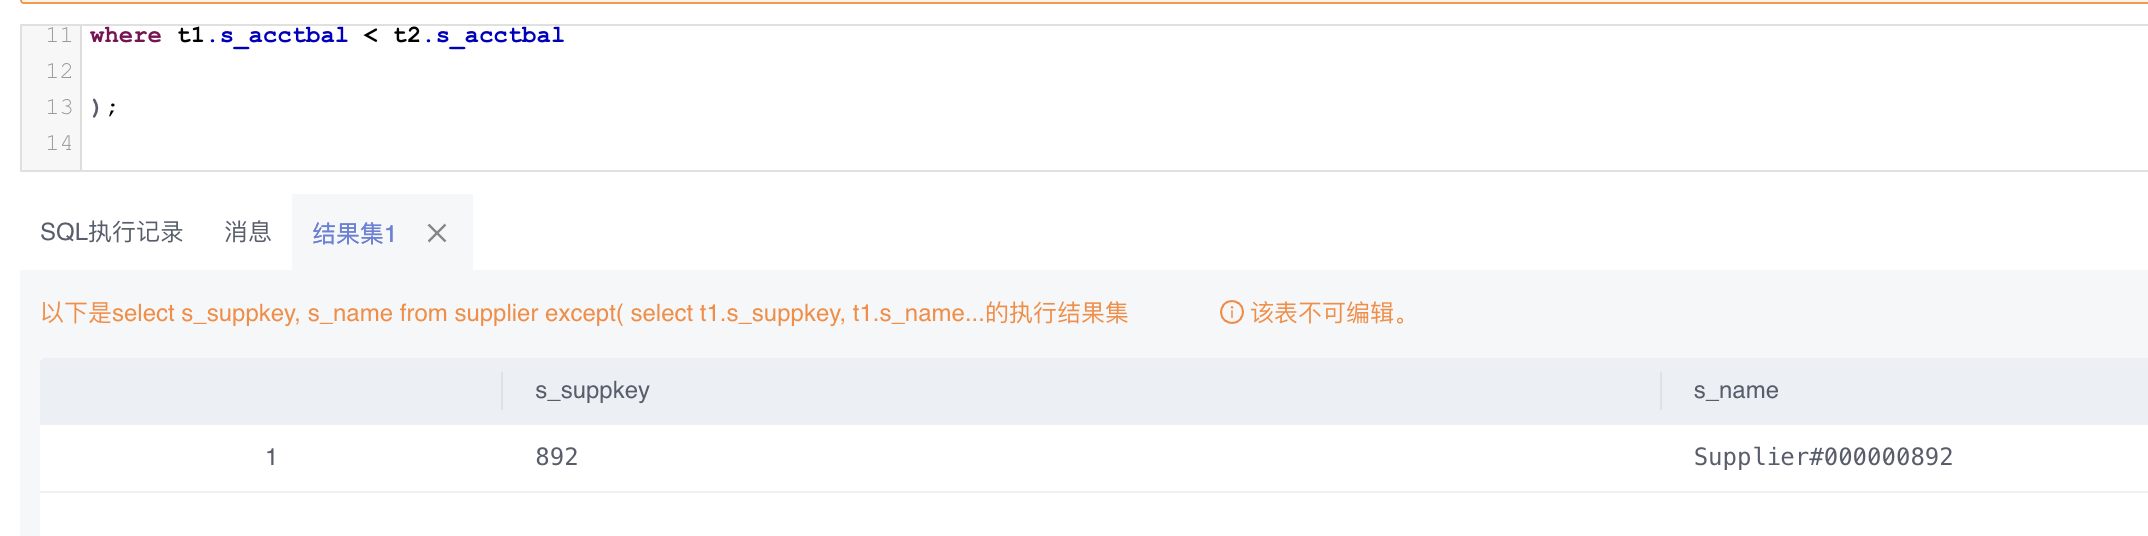 11 where t1.s_acctbal < t2.s_acctbal
12
13 );
14
SQL执行记录 消息 结果集1
以下是select s_suppkey, s_name from supplier except( select t1.s_suppkey, t1.s_name...的执行结果集 该表不可编辑。
s_suppkey s_name
1 892 Supplier#000000892